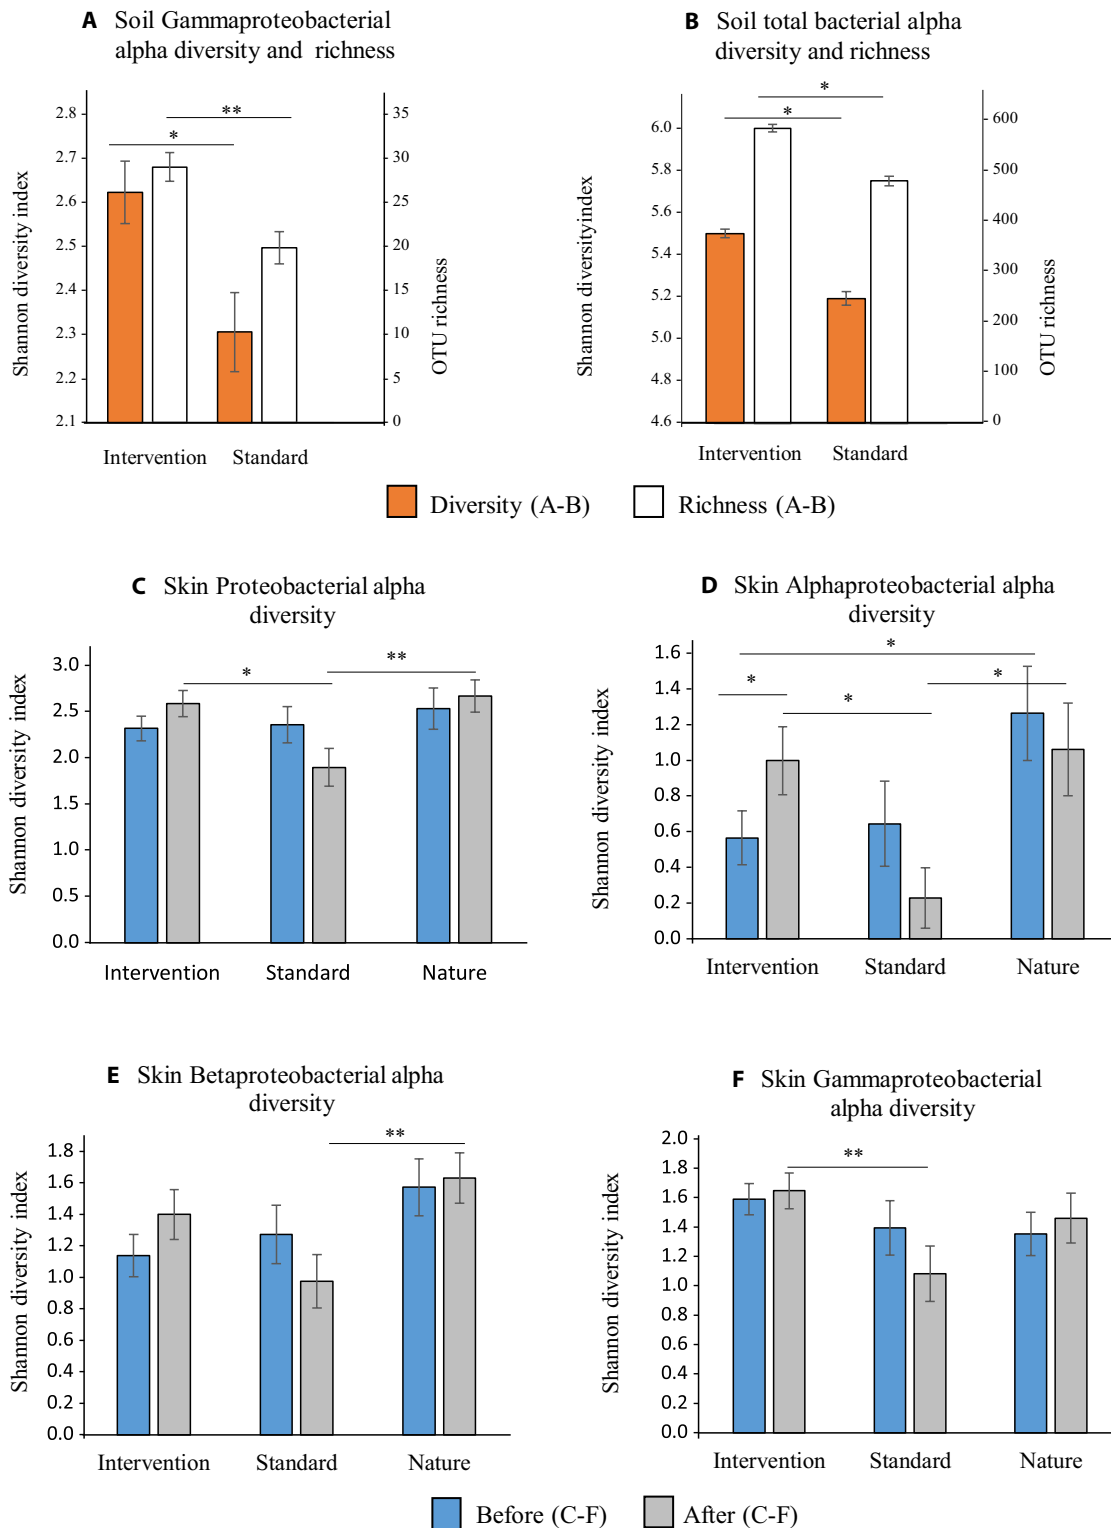 A Soil Gammaproteobacterial
alpha diversity and richness
B Soil total bacterial alpha
diversity and richness
Shannon diversity index
2.8
2.7
2.6
2.5
2.4
2.3
2.2
2.1
*
**
35
30
20
15
10
5
0
OTU richness
Intervention Standard
Shannon diversityindex
6.0
5.8
5.6
5.4
5.2
5.0
4.8
4.6
*
*
600
500
400
300
200
100
0
OTU richness
Intervention Standard
Diversity (A-B) Richness (A-B)
C Skin Proteobacterial alpha
diversity
Shannon diversity index
3.0
2.5
2.0
1.5
1.0
0.5
0.0
*
**
Intervention Standard Nature
D Skin Alphaproteobacterial alpha
diversity
Shannon diversity index
1.6
1.4
1.2
1.0
0.8
0.6
0.4
0.2
0.0
*
*
*
*
Intervention Standard Nature
E Skin Betaproteobacterial alpha
diversity
Shannon diversity index
1.8
1.6
1.4
1.2
1.0
0.8
0.6
0.4
0.2
0.0
**
Intervention Standard Nature
F Skin Gammaproteobacterial
alpha diversity
Shannon diversity index
2.0
1.8
1.6
1.4
1.2
1.0
0.8
0.6
0.4
0.2
0.0
**
Intervention Standard Nature
Before (C-F) After (C-F)